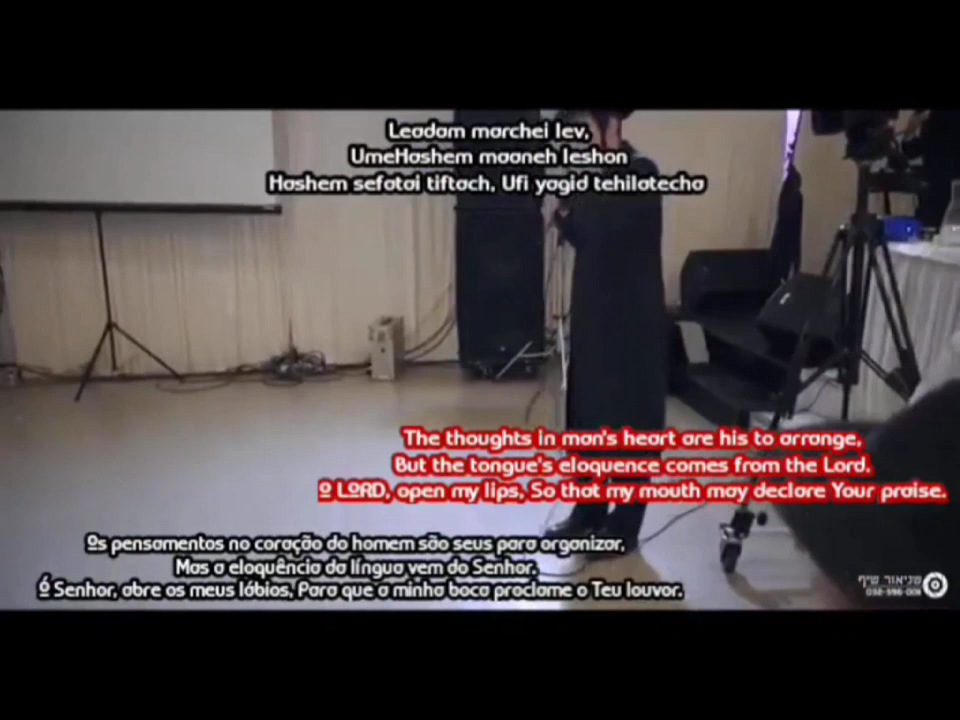 Leadam marchei lev,
UmeHashem maaneh leshon
Hashem sefatai tiftach, Ufi yagid tehilatecha
The thoughts in man's heart are his to arrange,
But the tongue's eloquence comes from the Lord.
O LORD, open my lips, So that my mouth may declare Your praise.
Os pensamentos no coração do homem são seus para organizar,
Mas a eloquência da língua vem do Senhor.
Ó Senhor, abre os meus lábios, Para que a minha boca proclame o Teu louvor.
שניאור שיף